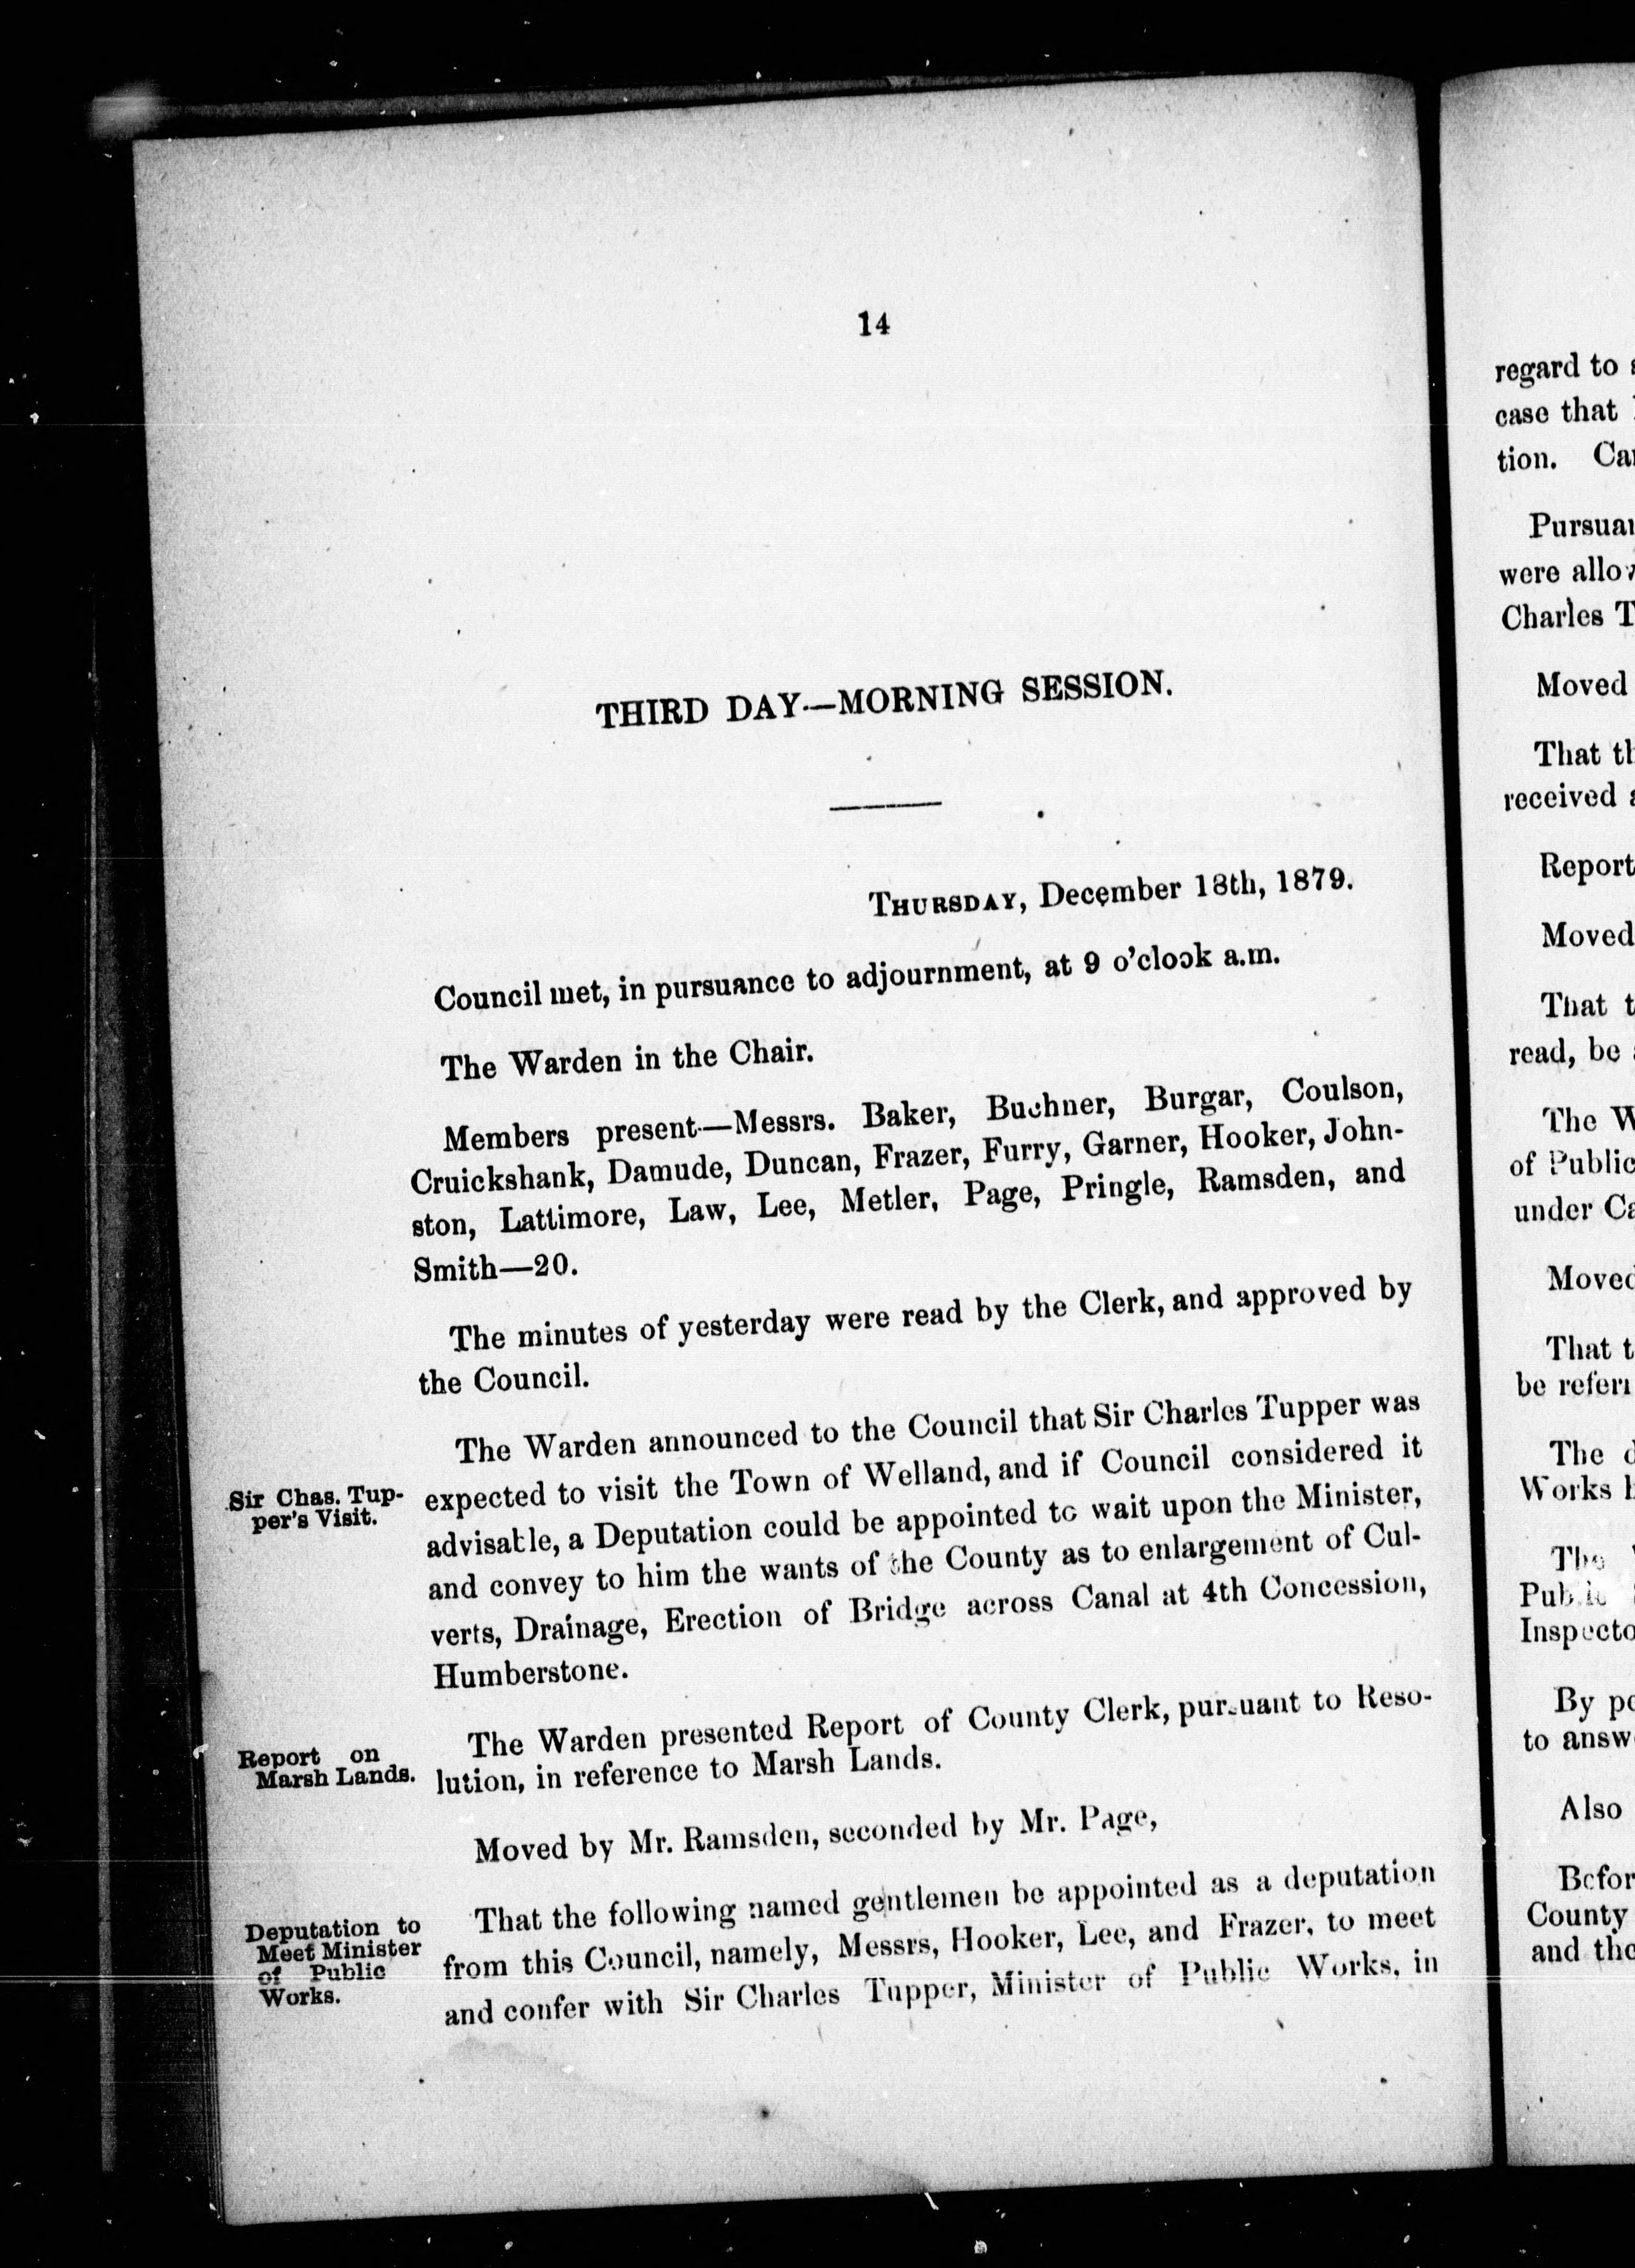 14
THIRD DAY—MORNING SESSION.
THURSDAY, December 18th, 1879.
Council met, in pursuance to adjournment, at 9 o'clock a.m.
The Warden in the Chair.
Members present—Messrs. Baker, Buchner, Burgar, Coulson,
Cruickshank, Damude, Duncan, Frazer, Furry, Garner, Hooker, John-
ston, Lattimore, Law, Lee, Metler, Page, Pringle, Ramsden, and
Smith—20.
The minutes of yesterday were read by the Clerk, and approved by
the Council.
Sir Chas. Tup-
per's Visit.
The Warden announced to the Council that Sir Charles Tupper was
expected to visit the Town of Welland, and if Council considered it
advisable, a Deputation could be appointed to wait upon the Minister,
and convey to him the wants of the County as to enlargement of Cul-
verts, Drainage, Erection of Bridge across Canal at 4th Concession,
Humberstone.
Report on
Marsh Lands.
The Warden presented Report of County Clerk, pursuant to Reso-
lution, in reference to Marsh Lands.
Moved by Mr. Ramsden, seconded by Mr. Page,
Deputation to
Meet Minister
of Public
Works.
That the following named gentlemen be appointed as a deputation
from this Council, namely, Messrs, Hooker, Lee, and Frazer, to meet
and confer with Sir Charles Tupper, Minister of Public Works, in
regard to
case that
tion.
Pursuan
were allow
Charles T
Moved
That th
received
Report
Moved
That t
read, be
The W
of Public
under Ca
Moved
That t
be referr
The d
Works
The
Public
Inspecto
By pe
to answ
Also
Befor
County
and the